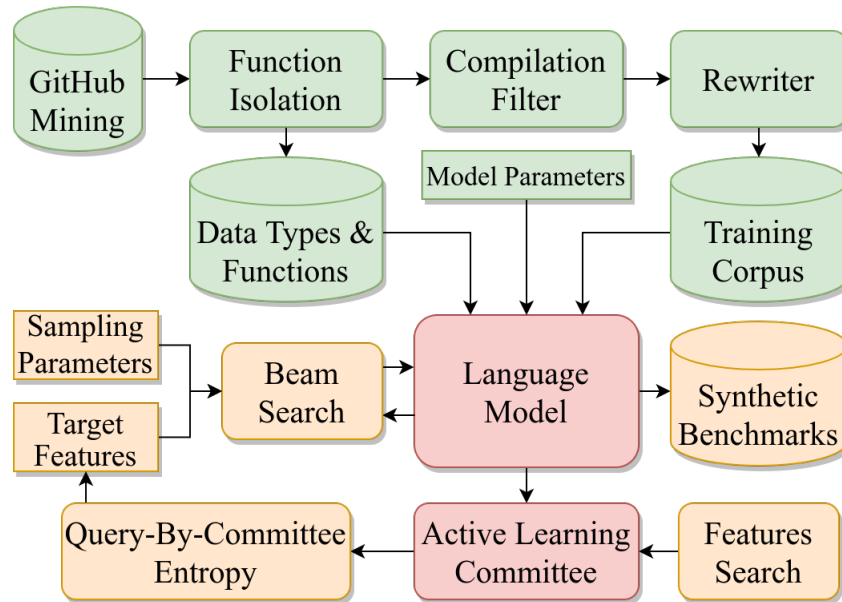 GitHub
Mining
Function
Isolation
Compilation
Filter
Rewriter
Data Types &
Functions
Model Parameters
Training
Corpus
Sampling
Parameters
Target
Features
Beam
Search
Language
Model
Synthetic
Benchmarks
Query-By-Committee
Entropy
Active Learning
Committee
Features
Search